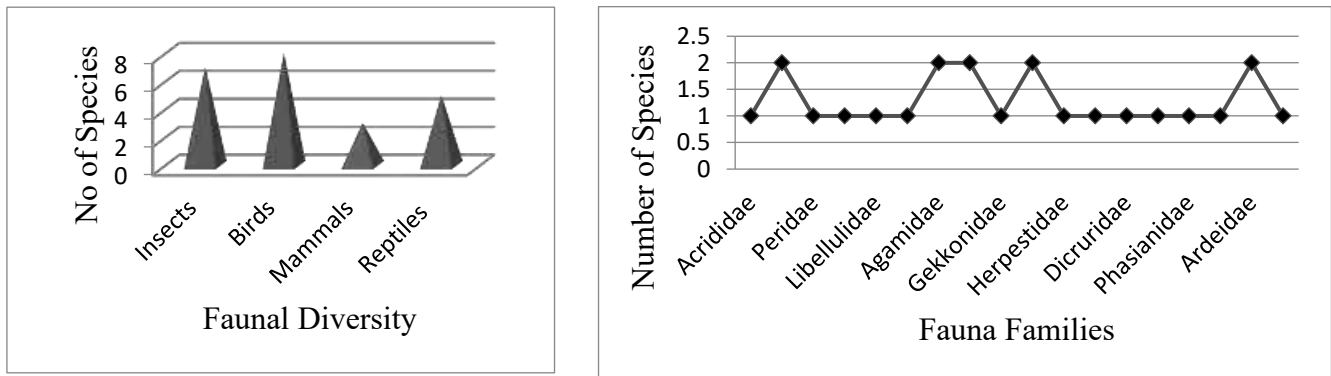 No of Species
8
6
4
2
0
Insects
Birds
Mammals
Reptiles
Faunal Diversity
Number of Species
2.5
2
1.5
1
0.5
0
Acrididae
Peridae
Libellulidae
Agamidae
Gekkonidae
Herpestidae
Dicruridae
Phasianidae
Ardeidae
Fauna Families